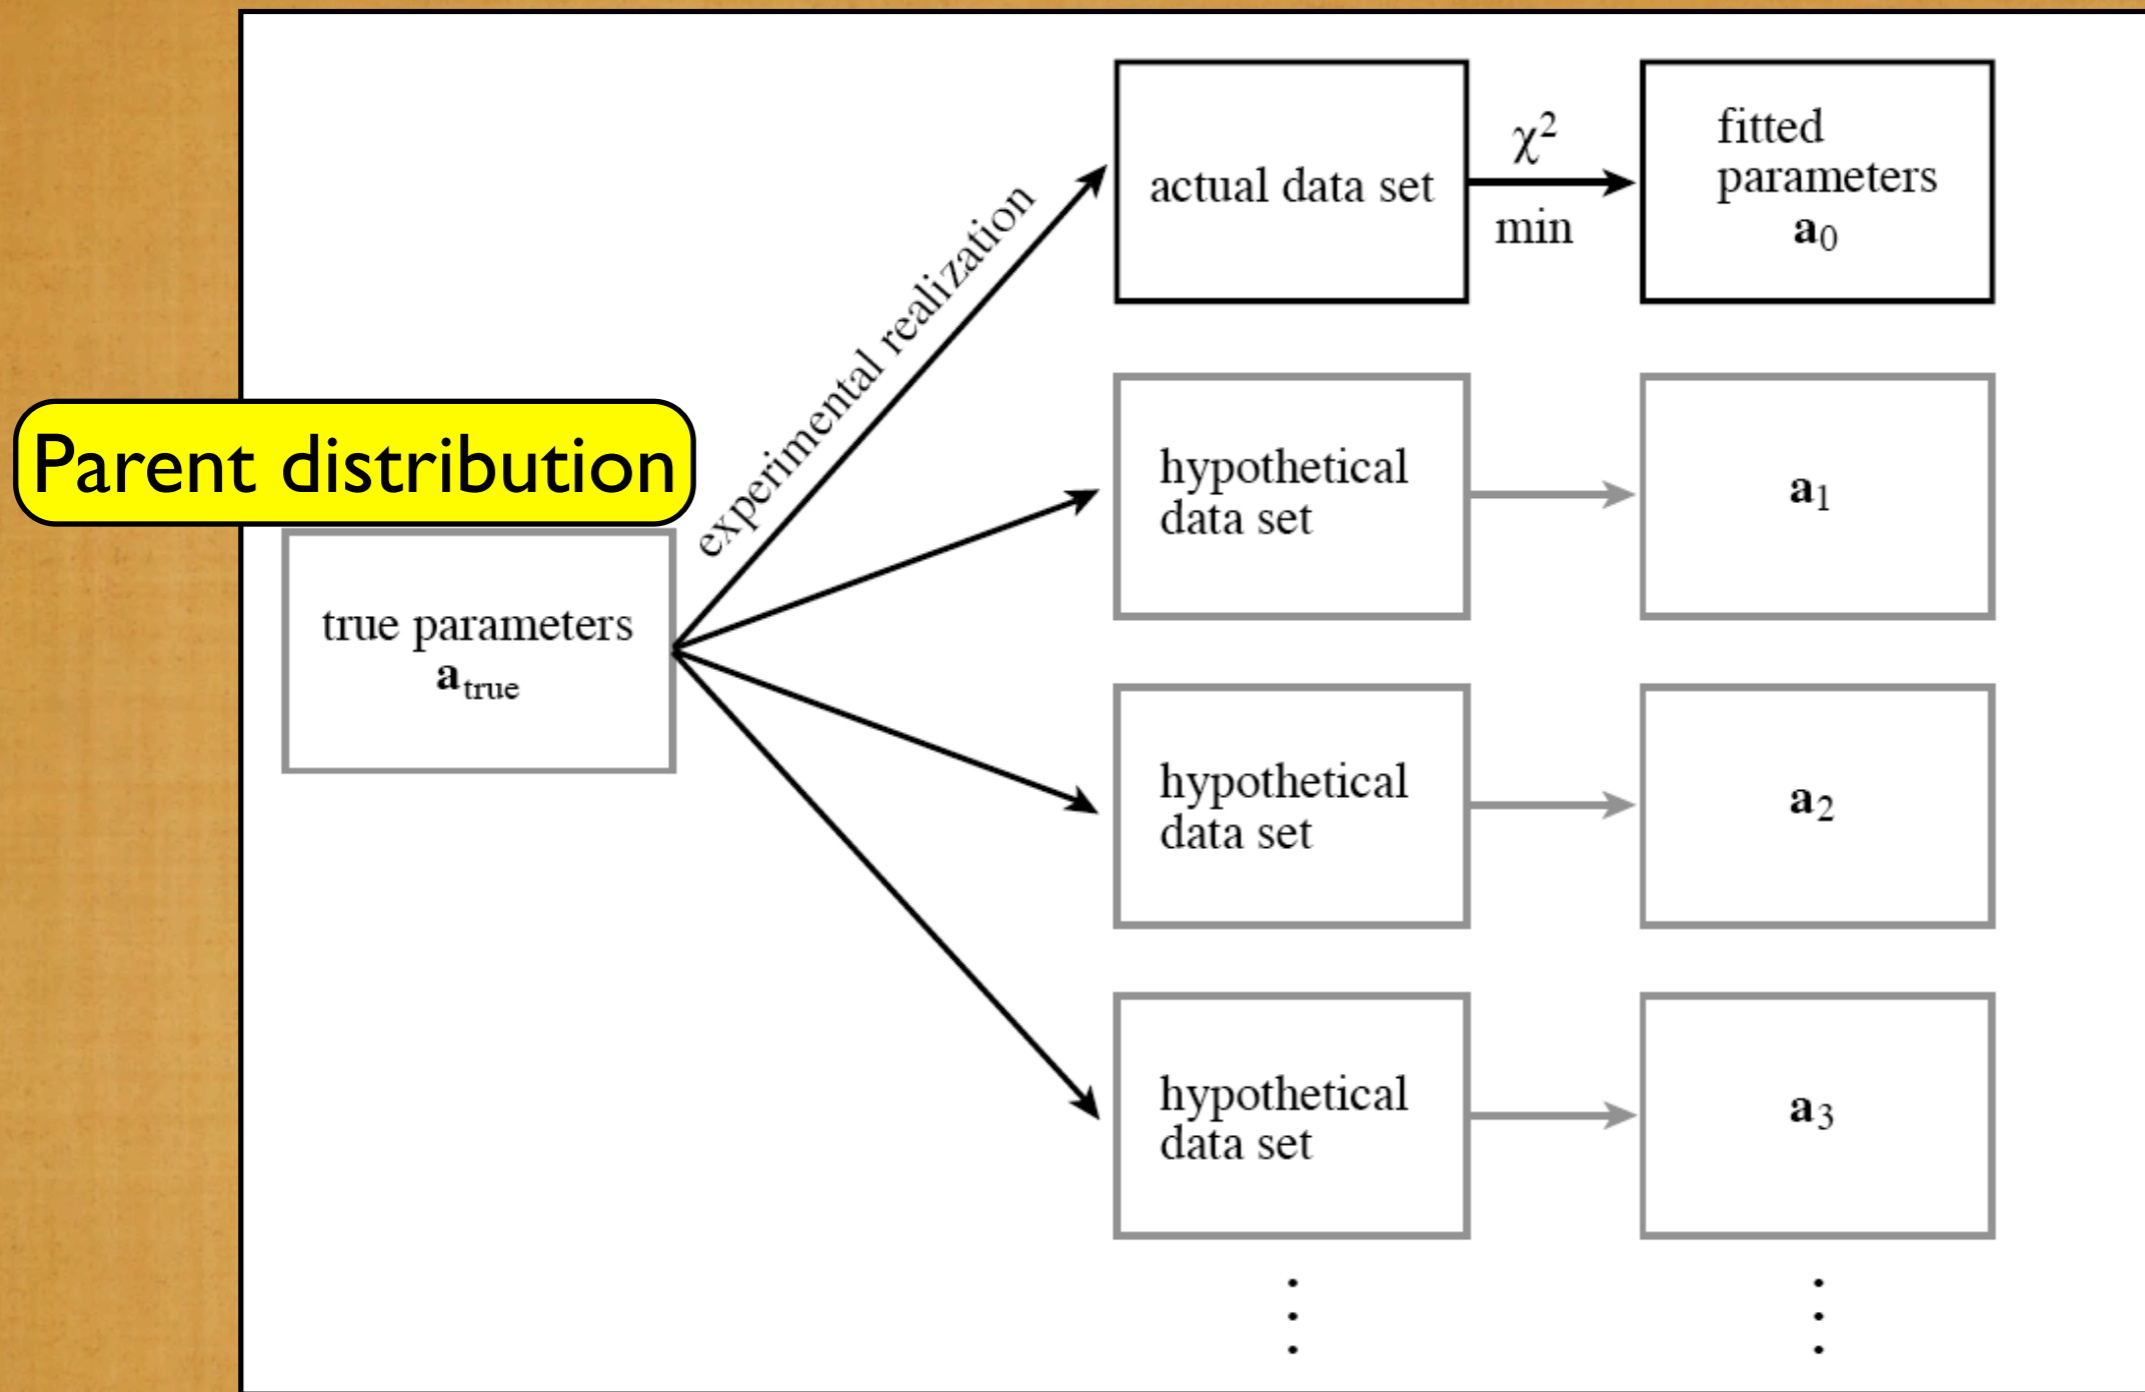 Parent distribution
true parameters
a_true
experimental realization
actual data set
χ²
min
fitted
parameters
a₀
hypothetical
data set
a₁
hypothetical
data set
a₂
hypothetical
data set
a₃